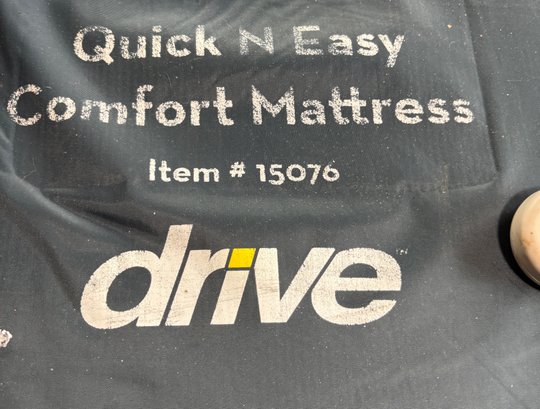 Quick N Easy
Comfort Mattress
Item # 15076
drive